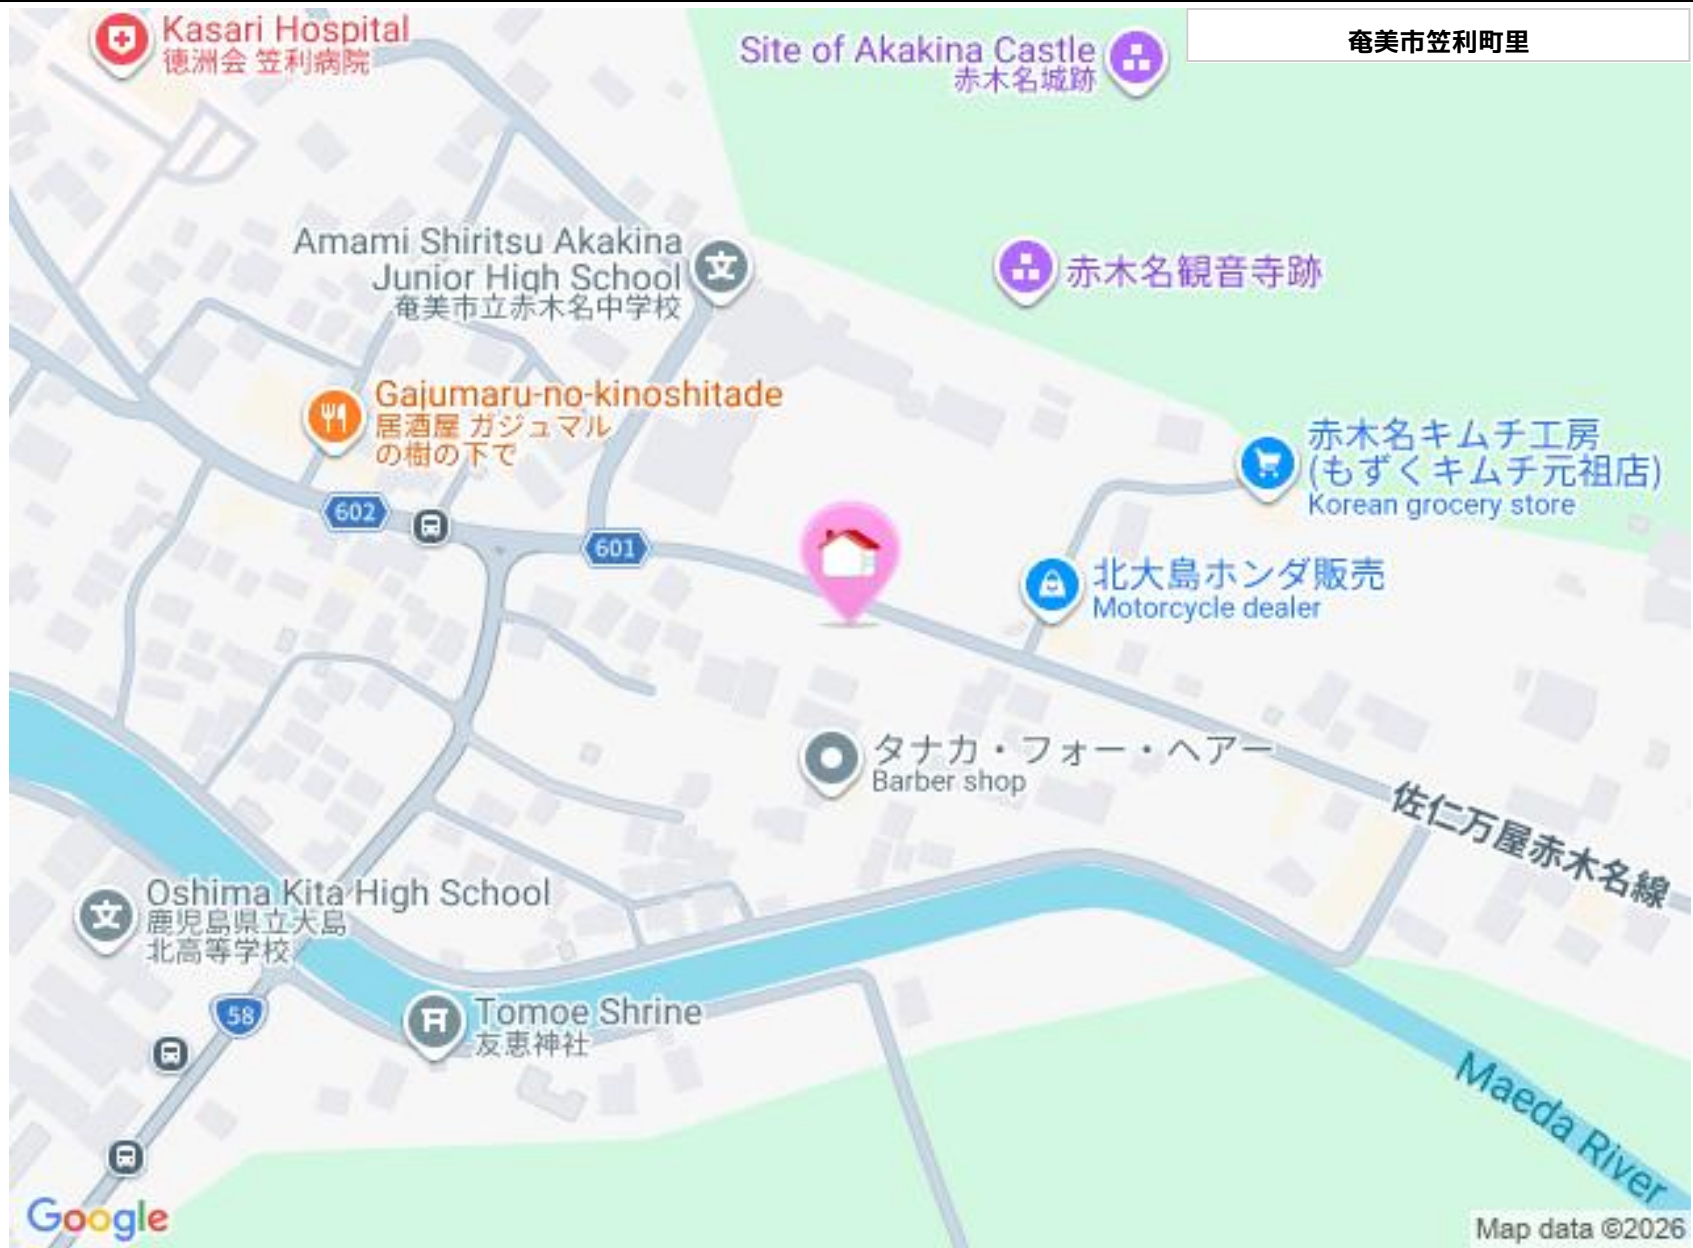 Kasari Hospital
徳洲会 笠利病院
Site of Akakina Castle
赤木名城跡
奄美市笠利町里
Amami Shiritsu Akakina
Junior High School
奄美市立赤木名中学校
赤木名観音寺跡
Gajumaru-no-kinoshitade
居酒屋 ガジュマル
の樹の下で
赤木名キムチ工房
(もずくキムチ元祖店)
Korean grocery store
602
601
北大島ホンダ販売
Motorcycle dealer
タナカ・フォー・ヘアー
Barber shop
佐仁万屋赤木名線
Oshima Kita High School
鹿児島県立大島
北高等学校
58
Tomoe Shrine
友恵神社
Maeda River
Google
Map data ©2026